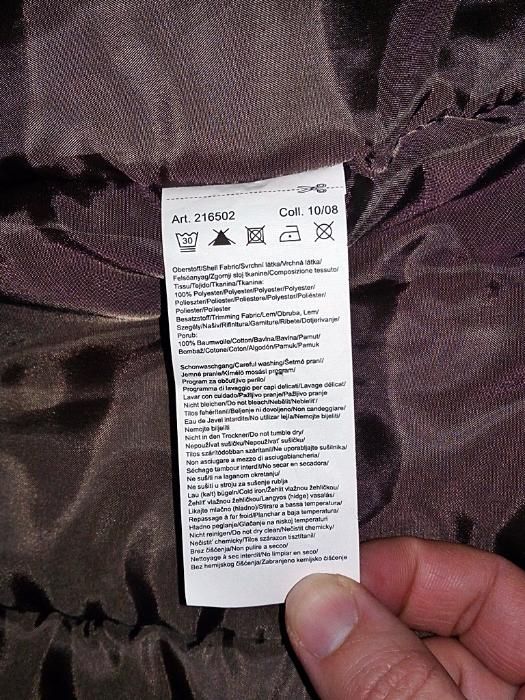 Art. 216502 Coll. 10/08
30
Oberstoff/Shell Fabric/Svrchní látka/Vrchná látka/
Felsőanyag/Zgornji sloj tkanine/Composizione tessuto/
Tissu/Tejido/Tkanina/Tkanina:
100% Polyester/Polyester/Polyester/Polyester/
Polieszter/Poliester/Poliestere/Polyester/Poliéster/
Poliester/Poliester
Besatzstoff/Trimming Fabric/Lem/Obruba, Lem/
Szegély/Našivi/Rifinitura/Garniture/Ribete/Dotjerivanje/
Porub:
100% Baumwolle/Cotton/Bavlna/Bavlna/Pamut/
Bombaž/Cotone/Coton/Algodón/Pamuk/Pamuk
Schonwaschgang/Careful washing/Šetrné praní/
Jemné pranie/Kímélő mosási program/
Program za občutljivo perilo/
Programma di lavaggio per capi delicati/Lavage délicat/
Lavar con cuidado/Pažljivo pranje/Pažljivo pranje
Nicht bleichen/Do not bleach/Nebělit/Nebieliť/
Tilos fehéríteni/Beljenje ni dovoljeno/Non candeggiare/
Eau de Javel interdite/No utilizar lejía/Nemojte bijeliti/
Nemojte bijeliti
Nicht in den Trockner/Do not tumble dry/
Nepoužívat sušičku/Nepoužívať sušičku/
Tilos szárítódobban szárítani/Ne uporabljajte sušilnika/
Non asciugare a mezzo di asciugabiancheria/
Séchage tambour interdit/No secar en secadora/
Ne sušiti na laganom okretanju/
Ne sušiti u stroju za sušenje rublja
Lau (kalt) bügeln/Cold iron/Žehlit vlažnou žehličkou/
Žehliť vlažnou žehličkou/Langyos (hideg) vasalás/
Likajte mlačno (hladno)/Stirare a bassa temperatura/
Repassage à fer froid/Planchar a baja temperatura/
Hladno peglanje/Glačanje na niskoj temperaturi
Nicht reinigen/Do not dry clean/Nečistit chemicky/
Nečistiť chemicky/Tilos szárazon tisztítani/
Brez čiščenja/Non pulire a secco/
Nettoyage à sec interdit/No limpiar en seco/
Bez hemijskog čišćenja/Zabranjeno kemijsko čišćenje